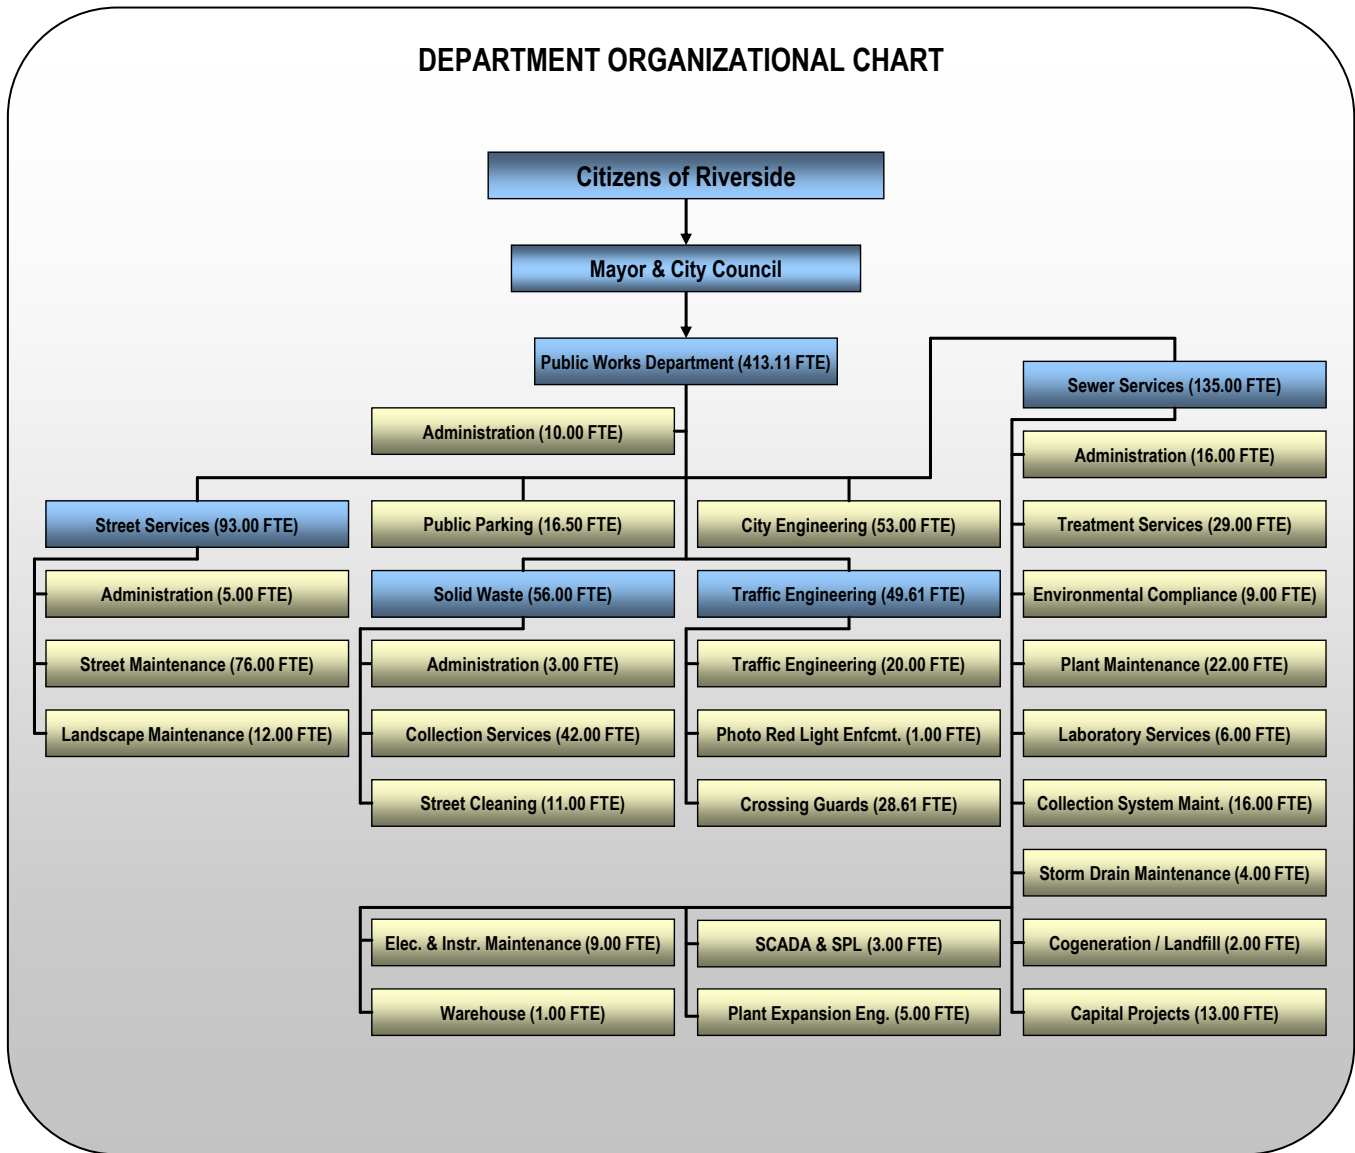 DEPARTMENT ORGANIZATIONAL CHART
Citizens of Riverside
Mayor & City Council
Public Works Department (413.11 FTE)
Sewer Services (135.00 FTE)
Administration (10.00 FTE)
Administration (16.00 FTE)
Street Services (93.00 FTE)
Public Parking (16.50 FTE)
City Engineering (53.00 FTE)
Treatment Services (29.00 FTE)
Administration (5.00 FTE)
Solid Waste (56.00 FTE)
Traffic Engineering (49.61 FTE)
Environmental Compliance (9.00 FTE)
Street Maintenance (76.00 FTE)
Administration (3.00 FTE)
Traffic Engineering (20.00 FTE)
Plant Maintenance (22.00 FTE)
Landscape Maintenance (12.00 FTE)
Collection Services (42.00 FTE)
Photo Red Light Enfcmt. (1.00 FTE)
Laboratory Services (6.00 FTE)
Street Cleaning (11.00 FTE)
Crossing Guards (28.61 FTE)
Collection System Maint. (16.00 FTE)
Storm Drain Maintenance (4.00 FTE)
Elec. & Instr. Maintenance (9.00 FTE)
SCADA & SPL (3.00 FTE)
Cogeneration / Landfill (2.00 FTE)
Warehouse (1.00 FTE)
Plant Expansion Eng. (5.00 FTE)
Capital Projects (13.00 FTE)